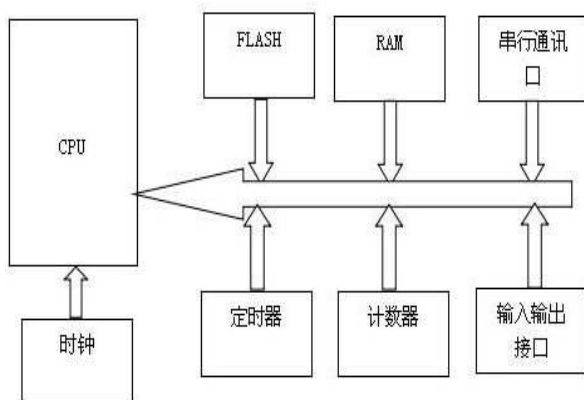 FLASH
RAM
串行通讯
口
CPU
时钟
定时器
计数器
输入输出
接口